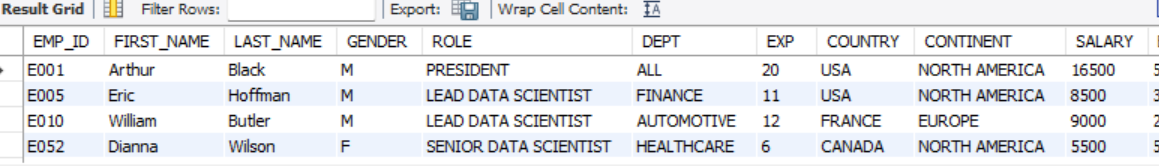 Result Grid Filter Rows: Export: Wrap Cell Content: IA
EMP_ID FIRST_NAME LAST_NAME GENDER ROLE DEPT EXP COUNTRY CONTINENT SALARY
E001 Arthur Black M PRESIDENT ALL 20 USA NORTH AMERICA 16500
E005 Eric Hoffman M LEAD DATA SCIENTIST FINANCE 11 USA NORTH AMERICA 8500
E010 William Butler M LEAD DATA SCIENTIST AUTOMOTIVE 12 FRANCE EUROPE 9000
E052 Dianna Wilson F SENIOR DATA SCIENTIST HEALTHCARE 6 CANADA NORTH AMERICA 5500